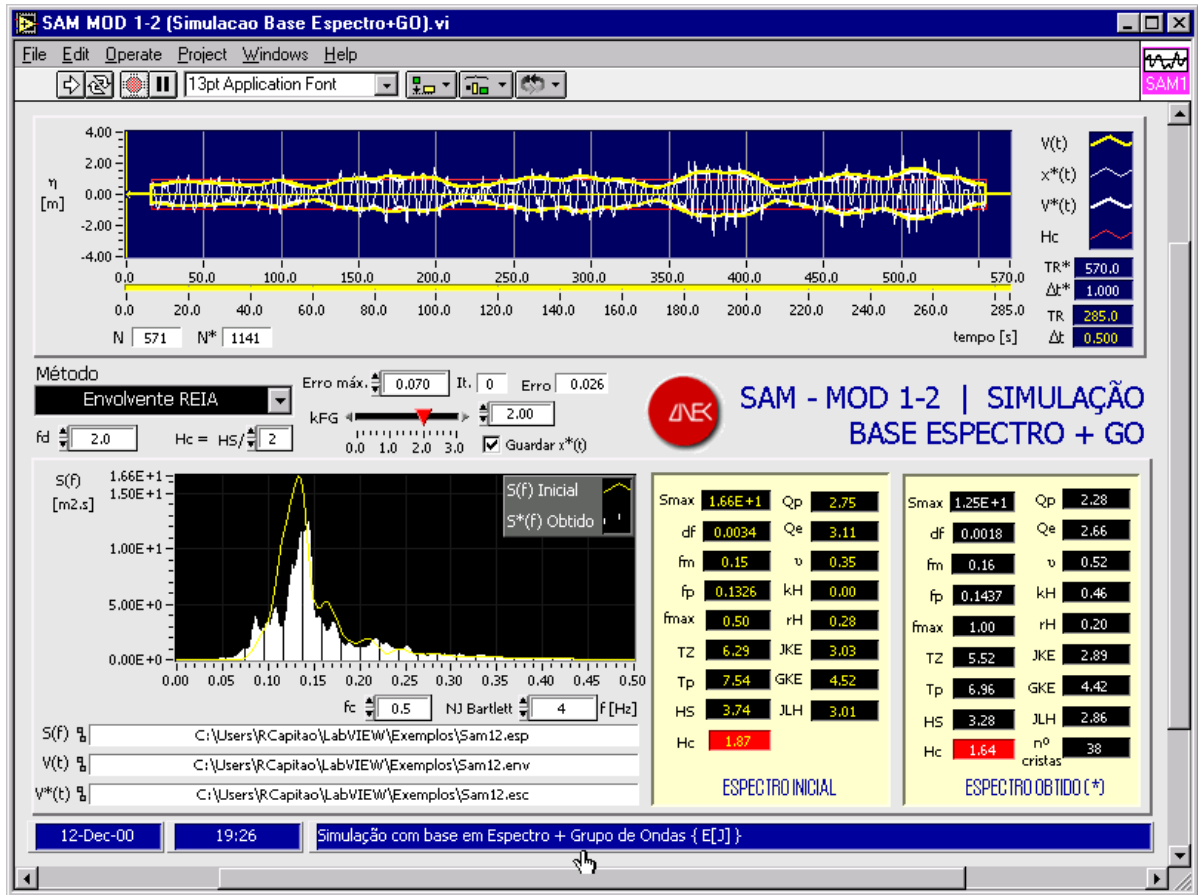 SAM MOD 1-2 (Simulacao Base Espectro+GO).vi
File Edit Operate Project Windows Help
13pt Application Font
SAM1
4.00
2.00
0.00
-2.00
-4.00
η
[m]
0.0 50.0 100.0 150.0 200.0 250.0 300.0 350.0 400.0 450.0 500.0 570.0
0.0 20.0 40.0 60.0 80.0 100.0 120.0 140.0 160.0 180.0 200.0 220.0 240.0 285.0
N 571 N* 1141 tempo [s]
V(t)
x*(t)
V*(t)
Hc
TR* 570.0
Δt* 1.000
TR 285.0
Δt 0.500
Método
Envolvente REIA
fd 2.0 Hc = HS/ 2
Erro máx. 0.070 It. 0 Erro 0.026
kFG 2.00
0.0 1.0 2.0 3.0 Guardar x*(t)
SAM - MOD 1-2 | SIMULAÇÃO
BASE ESPECTRO + GO
S(f)
[m2.s]
1.66E+1
1.50E+1
1.00E+1
5.00E+0
0.00E+0
S(f) Inicial
S*(f) Obtido
0.00 0.05 0.10 0.15 0.20 0.25 0.30 0.35 0.40 0.45 0.50
fc 0.5 NJ Bartlett 4 f [Hz]
S(f) C:\Users\RCapitao\LabVIEW\Exemplos\Sam12.esp
V(t) C:\Users\RCapitao\LabVIEW\Exemplos\Sam12.env
V*(t) C:\Users\RCapitao\LabVIEW\Exemplos\Sam12.esc
Smax 1.66E+1 Qp 2.75
df 0.0034 Qe 3.11
fm 0.15 υ 0.35
fp 0.1326 kH 0.00
fmax 0.50 rH 0.28
TZ 6.29 JKE 3.03
Tp 7.54 GKE 4.52
HS 3.74 JLH 3.01
Hc 1.87
ESPECTRO INICIAL
Smax 1.25E+1 Qp 2.28
df 0.0018 Qe 2.66
fm 0.16 υ 0.52
fp 0.1437 kH 0.46
fmax 1.00 rH 0.20
TZ 5.52 JKE 2.89
Tp 6.96 GKE 4.42
HS 3.28 JLH 2.86
Hc 1.64 nº cristas 38
ESPECTRO OBTIDO (*)
12-Dec-00 19:26 Simulação com base em Espectro + Grupo de Ondas { E[J] }